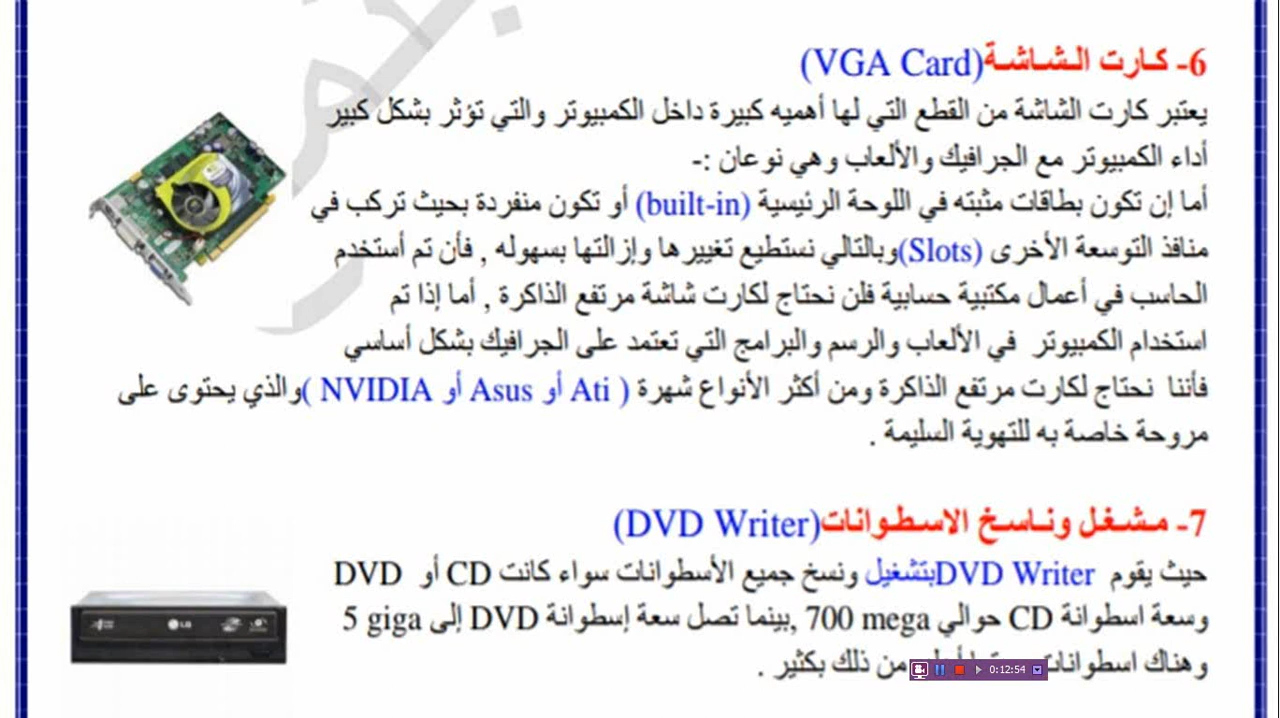 6- كـارت الـشـاشـة(VGA Card)
يعتبر كارت الشاشة من القطع التي لها أهميه كبيرة داخل الكمبيوتر والتي تؤثر بشكل كبير
أداء الكمبيوتر مع الجرافيك والألعاب وهي نوعان :-
أما إن تكون بطاقات مثبته في اللوحة الرئيسية (built-in) أو تكون منفردة بحيث تركب في
منافذ التوسعة الأخرى (Slots)وبالتالي نستطيع تغييرها وإزالتها بسهوله , فأن تم أستخدم
الحاسب في أعمال مكتبية حسابية فلن نحتاج لكارت شاشة مرتفع الذاكرة , أما إذا تم
استخدام الكمبيوتر في الألعاب والرسم والبرامج التي تعتمد على الجرافيك بشكل أساسي
فأننا نحتاج لكارت مرتفع الذاكرة ومن أكثر الأنواع شهرة ( Ati أو Asus أو NVIDIA )والذي يحتوى على
مروحة خاصة به للتهوية السليمة .
7- مـشـغـل ونـاسـخ الاسـطـوانـات(DVD Writer)
حيث يقوم DVD Writerبتشغيل ونسخ جميع الأسطوانات سواء كانت CD أو DVD
وسعة اسطوانة CD حوالي 700 mega ,بينما تصل سعة إسطوانة DVD إلى 5 giga
وهناك اسطوانات من ذلك بكثير .
LG
0:12:54